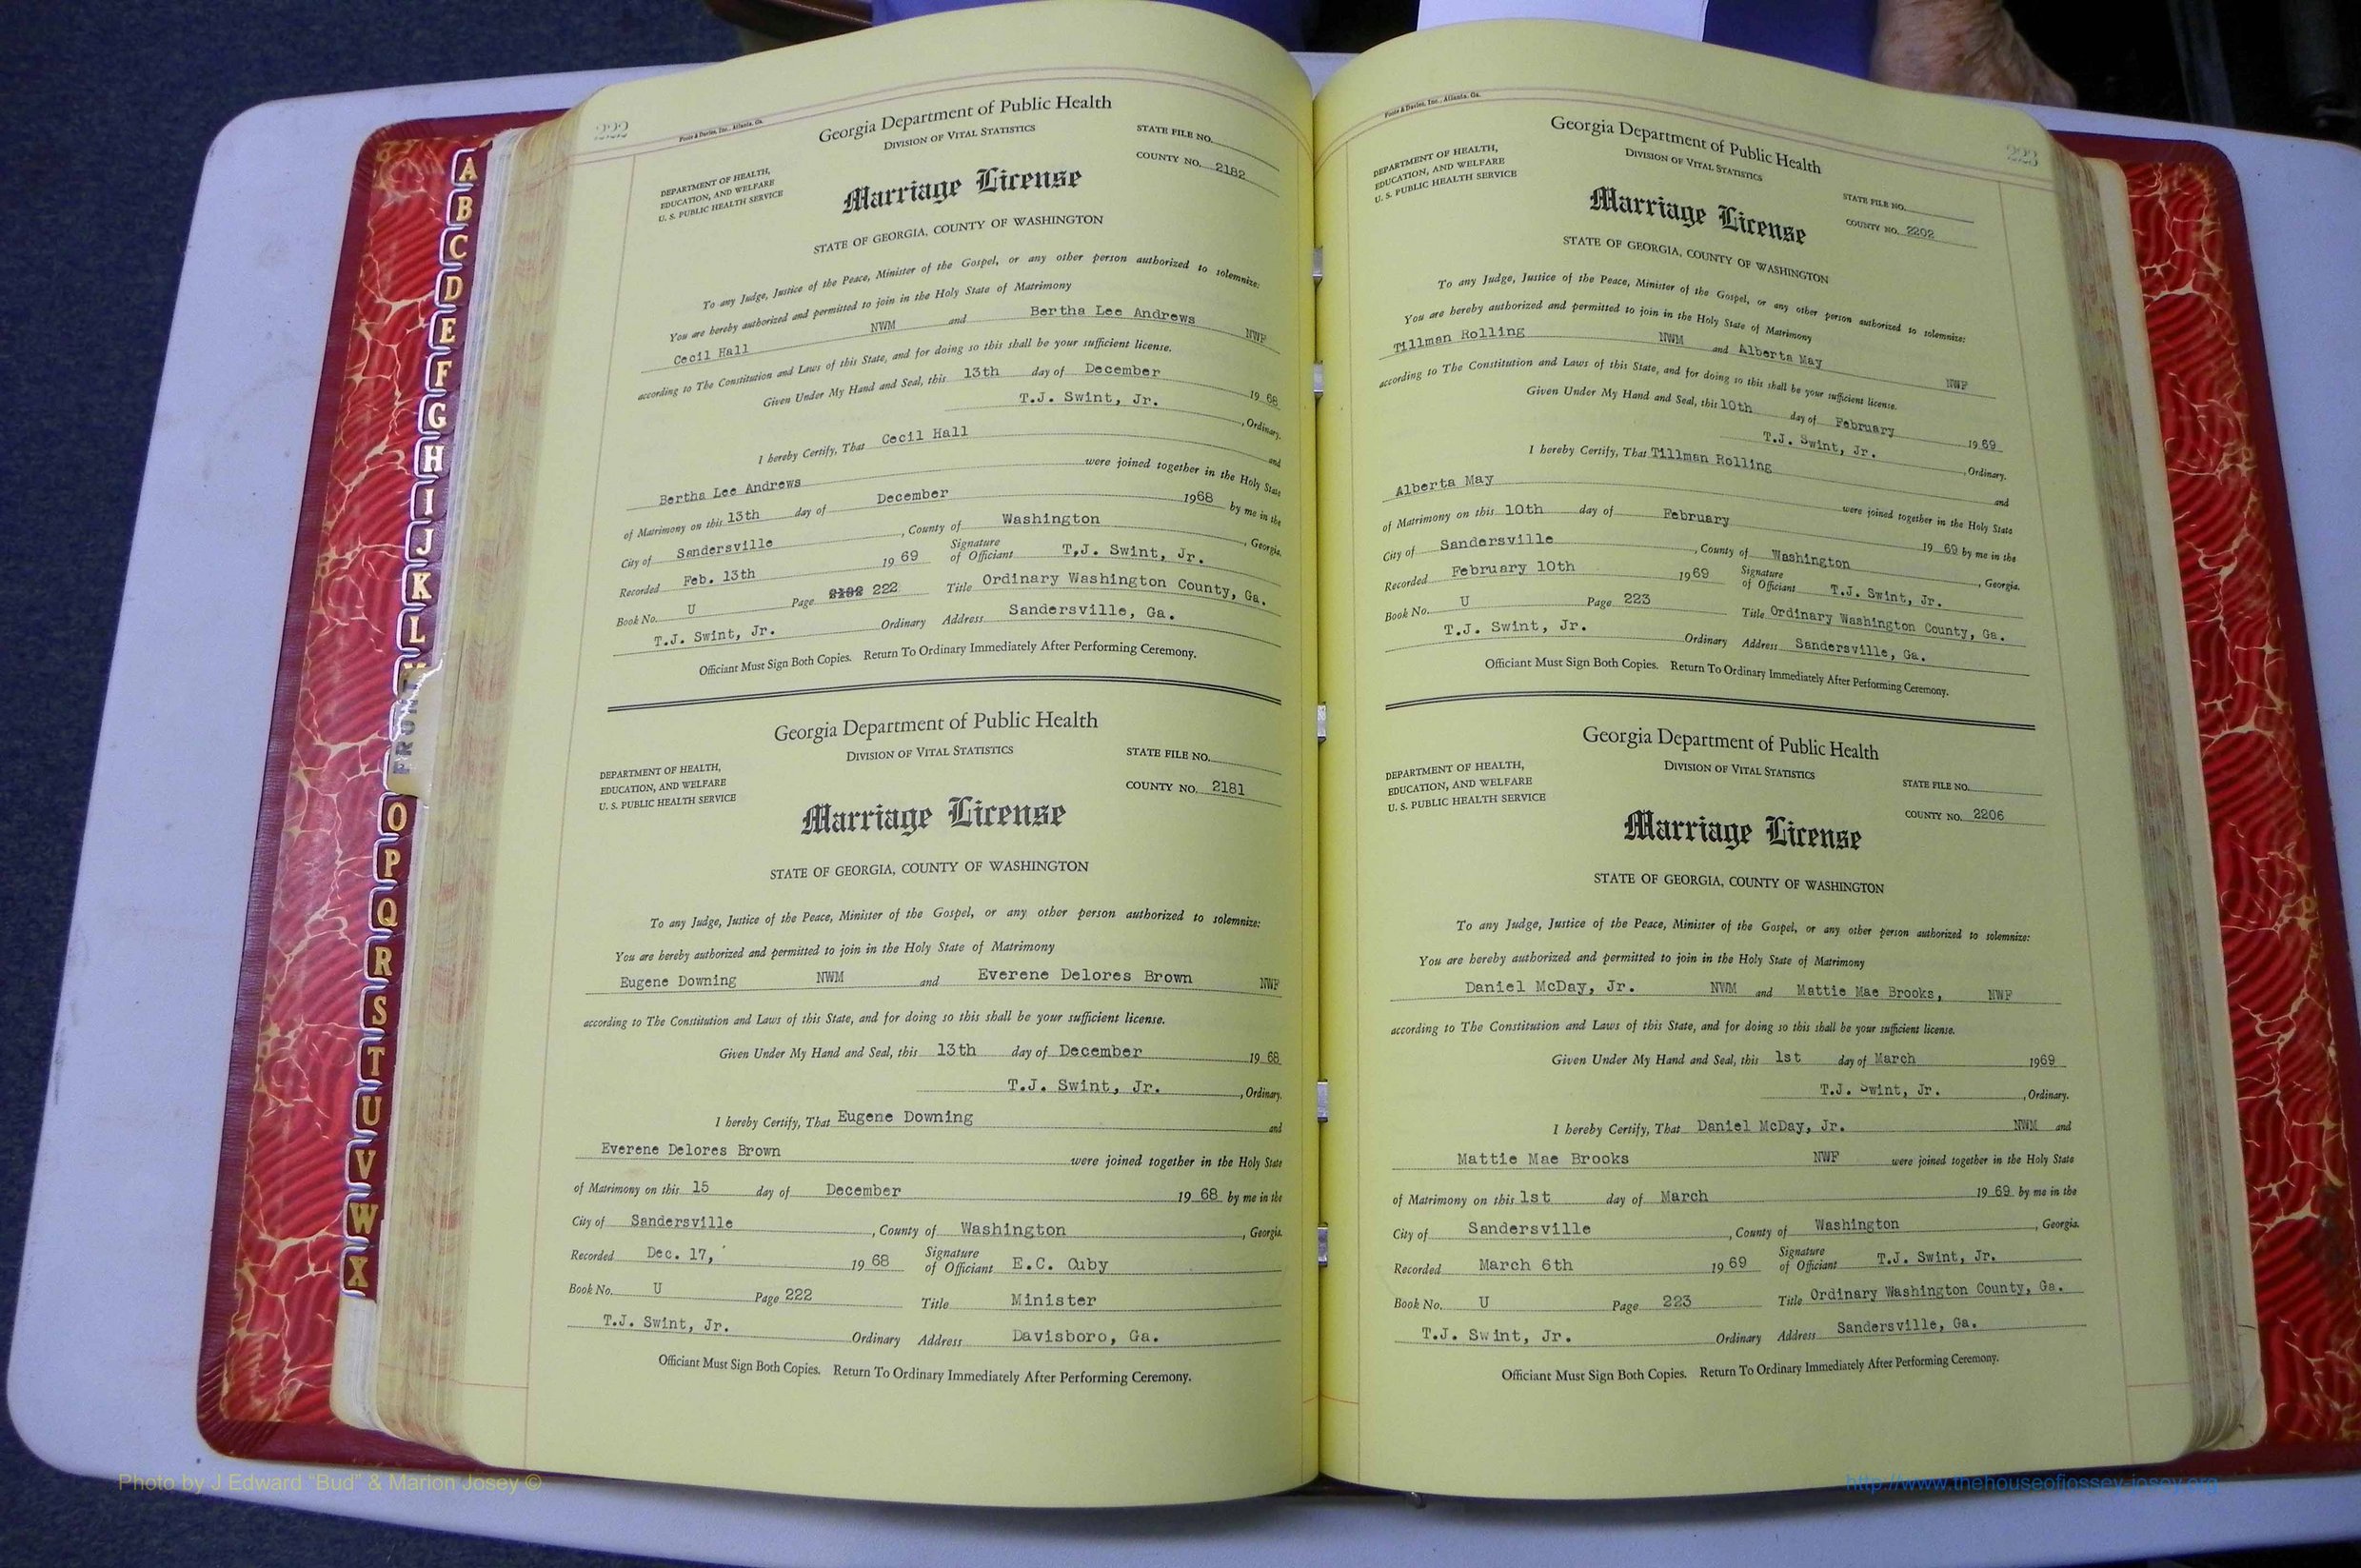 A
B
C
D
E
F
G
H
I
J
K
L
FRONT
O
P
Q
R
S
T
U
V
W
X
222
Foote & Davies, Inc., Atlanta, Ga.
Georgia Department of Public Health
DIVISION OF VITAL STATISTICS
STATE FILE NO.
COUNTY NO. 2182
DEPARTMENT OF HEALTH,
EDUCATION, AND WELFARE
U. S. PUBLIC HEALTH SERVICE
Marriage License
STATE OF GEORGIA, COUNTY OF WASHINGTON
To any Judge, Justice of the Peace, Minister of the Gospel, or any other person authorized to solemnize:
You are hereby authorized and permitted to join in the Holy State of Matrimony
Cecil Hall NWM and Bertha Lee Andrews NWF
according to The Constitution and Laws of this State, and for doing so this shall be your sufficient license.
Given Under My Hand and Seal, this 13th day of December 19 68
T.J. Swint, Jr. , Ordinary.
I hereby Certify, That Cecil Hall and
Bertha Lee Andrews were joined together in the Holy State
of Matrimony on this 13th day of December 1968 by me in the
City of Sandersville , County of Washington , Georgia.
Recorded Feb. 13th 19 69 Signature of Officiant T.J. Swint, Jr.
Book No. U Page 222 Title Ordinary Washington County, Ga.
T.J. Swint, Jr. Ordinary Address Sandersville, Ga.
Officiant Must Sign Both Copies. Return To Ordinary Immediately After Performing Ceremony.
Georgia Department of Public Health
DIVISION OF VITAL STATISTICS
STATE FILE NO.
COUNTY NO. 2181
DEPARTMENT OF HEALTH,
EDUCATION, AND WELFARE
U. S. PUBLIC HEALTH SERVICE
Marriage License
STATE OF GEORGIA, COUNTY OF WASHINGTON
To any Judge, Justice of the Peace, Minister of the Gospel, or any other person authorized to solemnize:
You are hereby authorized and permitted to join in the Holy State of Matrimony
Eugene Downing NWM and Everene Delores Brown NWF
according to The Constitution and Laws of this State, and for doing so this shall be your sufficient license.
Given Under My Hand and Seal, this 13th day of December 19 68
T.J. Swint, Jr. , Ordinary.
I hereby Certify, That Eugene Downing and
Everene Delores Brown were joined together in the Holy State
of Matrimony on this 15 day of December 19 68 by me in the
City of Sandersville , County of Washington , Georgia.
Recorded Dec. 17, 19 68 Signature of Officiant E.C. Cuby
Book No. U Page 222 Title Minister
T.J. Swint, Jr. Ordinary Address Davisboro, Ga.
Officiant Must Sign Both Copies. Return To Ordinary Immediately After Performing Ceremony.
223
Foote & Davies, Inc., Atlanta, Ga.
Georgia Department of Public Health
DIVISION OF VITAL STATISTICS
STATE FILE NO.
COUNTY NO. 2202
DEPARTMENT OF HEALTH,
EDUCATION, AND WELFARE
U. S. PUBLIC HEALTH SERVICE
Marriage License
STATE OF GEORGIA, COUNTY OF WASHINGTON
To any Judge, Justice of the Peace, Minister of the Gospel, or any other person authorized to solemnize:
You are hereby authorized and permitted to join in the Holy State of Matrimony
Tillman Rolling NWM and Alberta May NWF
according to The Constitution and Laws of this State, and for doing so this shall be your sufficient license.
Given Under My Hand and Seal, this 10th day of February 19 69
T.J. Swint, Jr. , Ordinary.
I hereby Certify, That Tillman Rolling and
Alberta May were joined together in the Holy State
of Matrimony on this 10th day of February 19 69 by me in the
City of Sandersville , County of Washington , Georgia.
Recorded February 10th 1969 Signature of Officiant T.J. Swint, Jr.
Book No. U Page 223 Title Ordinary Washington County, Ga.
T.J. Swint, Jr. Ordinary Address Sandersville, Ga.
Officiant Must Sign Both Copies. Return To Ordinary Immediately After Performing Ceremony.
Georgia Department of Public Health
DIVISION OF VITAL STATISTICS
STATE FILE NO.
COUNTY NO. 2206
DEPARTMENT OF HEALTH,
EDUCATION, AND WELFARE
U. S. PUBLIC HEALTH SERVICE
Marriage License
STATE OF GEORGIA, COUNTY OF WASHINGTON
To any Judge, Justice of the Peace, Minister of the Gospel, or any other person authorized to solemnize:
You are hereby authorized and permitted to join in the Holy State of Matrimony
Daniel McDay, Jr. NWM and Mattie Mae Brooks, NWF
according to The Constitution and Laws of this State, and for doing so this shall be your sufficient license.
Given Under My Hand and Seal, this 1st day of March 1969
T.J. Swint, Jr. , Ordinary.
I hereby Certify, That Daniel McDay, Jr. NWM and
Mattie Mae Brooks NWF were joined together in the Holy State
of Matrimony on this 1st day of March 19 69 by me in the
City of Sandersville , County of Washington , Georgia.
Recorded March 6th 19 69 Signature of Officiant T.J. Swint, Jr.
Book No. U Page 223 Title Ordinary Washington County, Ga.
T.J. Swint, Jr. Ordinary Address Sandersville, Ga.
Officiant Must Sign Both Copies. Return To Ordinary Immediately After Performing Ceremony.
Photo by J Edward “Bud” & Marion Josey ©
http://www.thehouseofjossey-josey.org